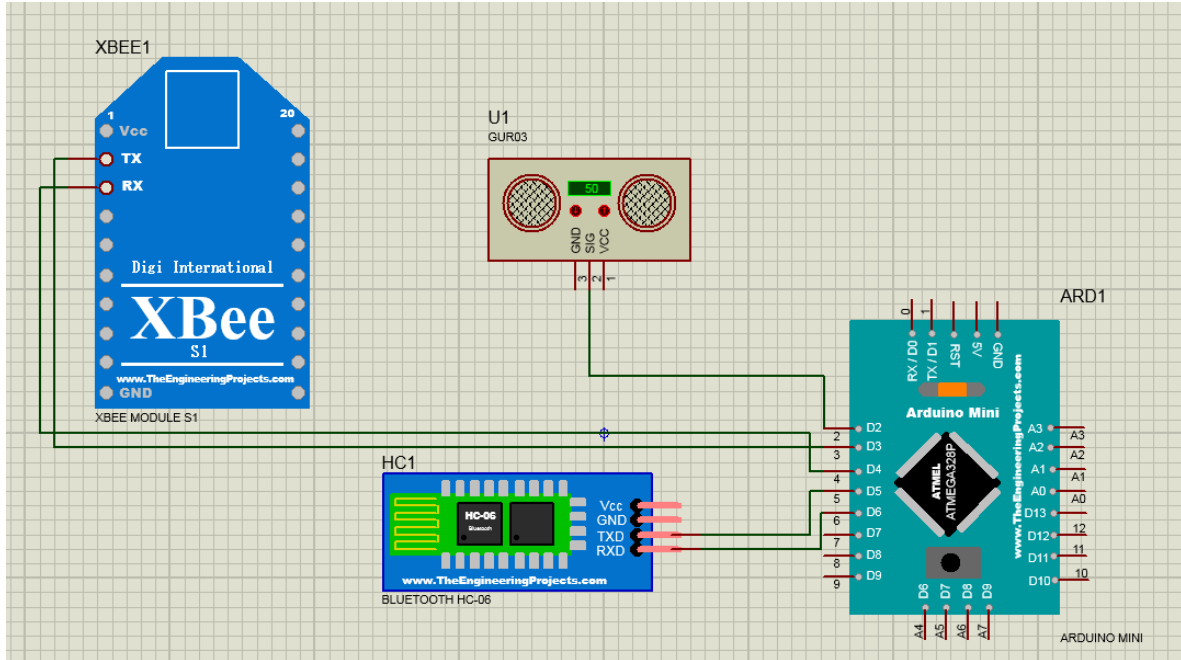 XBEE1
1
20
Vcc
TX
RX
Digi International
XBee
S1
www.TheEngineeringProjects.com
GND
XBEE MODULE S1
U1
GUR03
50
GND
SIG
VCC
3
2
1
HC1
HC-06
Bluetooth
Vcc
GND
TXD
RXD
www.TheEngineeringProjects.com
BLUETOOTH HC-06
ARD1
0
1
RX / D0
TX / D1
RST
5V
GND
Arduino Mini
ATMEL
ATMEGA328P
www.TheEngineeringProjects.com
D2
D3
D4
D5
D6
D7
D8
D9
2
3
4
5
6
7
8
9
A3
A2
A1
A0
D13
D12
D11
D10
A3
A2
A1
A0
12
11
10
D6
D7
D8
D9
A4
A5
A6
A7
ARDUINO MINI